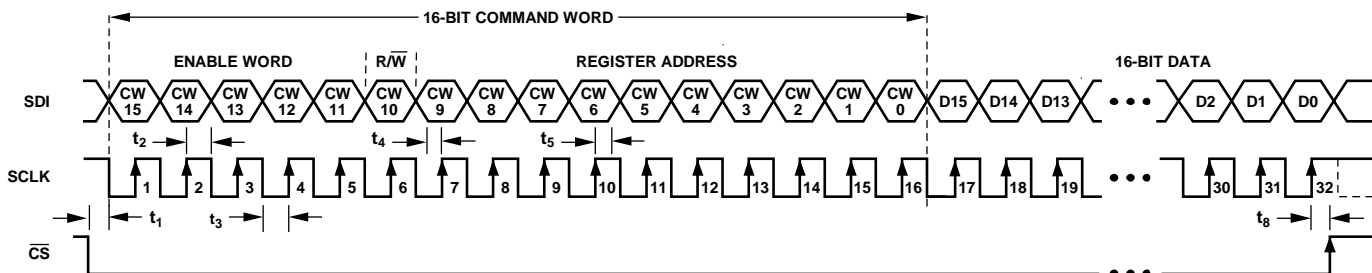 16-BIT COMMAND WORD
ENABLE WORD R/W̅ REGISTER ADDRESS 16-BIT DATA
SDI CW 15 CW 14 CW 13 CW 12 CW 11 CW 10 CW 9 CW 8 CW 7 CW 6 CW 5 CW 4 CW 3 CW 2 CW 1 CW 0 D15 D14 D13 ••• D2 D1 D0
t2 t4 t5
SCLK 1 2 3 4 5 6 7 8 9 10 11 12 13 14 15 16 17 18 19 ••• 30 31 32
t1 t3 t8
C̅S̅ •••